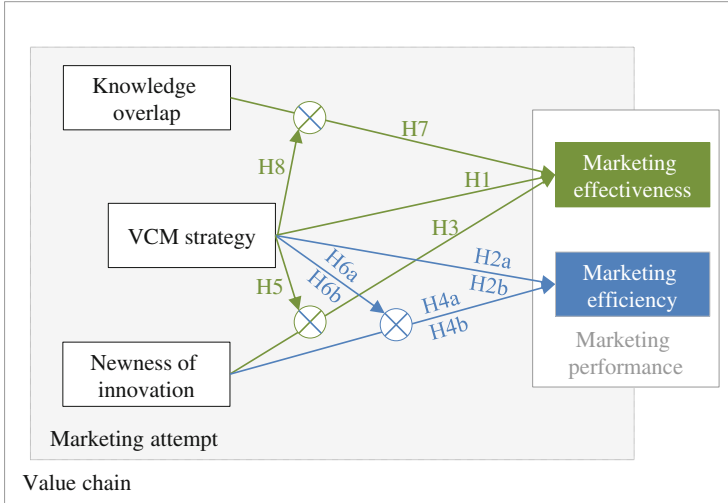 Knowledge
overlap
H7
Marketing
effectiveness
H8
H1
VCM strategy
H3
H2a
H2b
Marketing
efficiency
H6a
H6b
H5
H4a
H4b
Marketing
performance
Newness of
innovation
Marketing attempt
Value chain